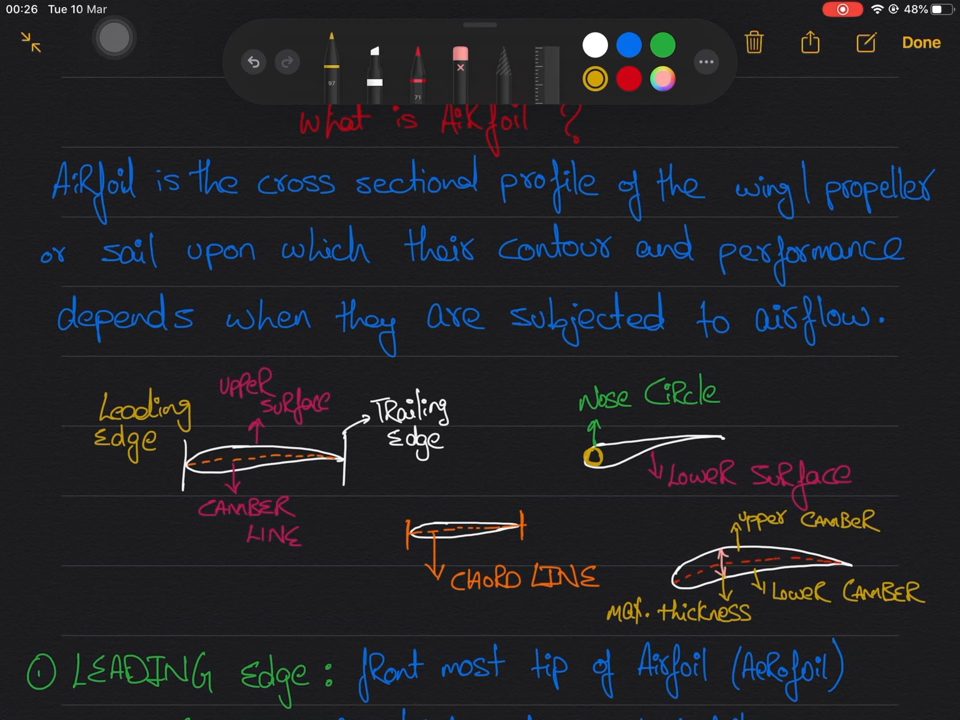 00:26 Tue 10 Mar
48%
Done
97
71
What is AiRfoil ?
AiRfoil is the cross sectional profile of the wing/ propeller
or sail upon which their contour and performance
depends when they are subjected to airflow.
Leading
Edge
UPPER
SURface
TRailing
Edge
CAMBER
LINE
CHORD LINE
Nose CiRcle
LoweR SuRface
upper CAMBER
Lower CAMBER
max. thickness
① LEADING Edge : fRont most tip of AiRfoil (AeRofoil)